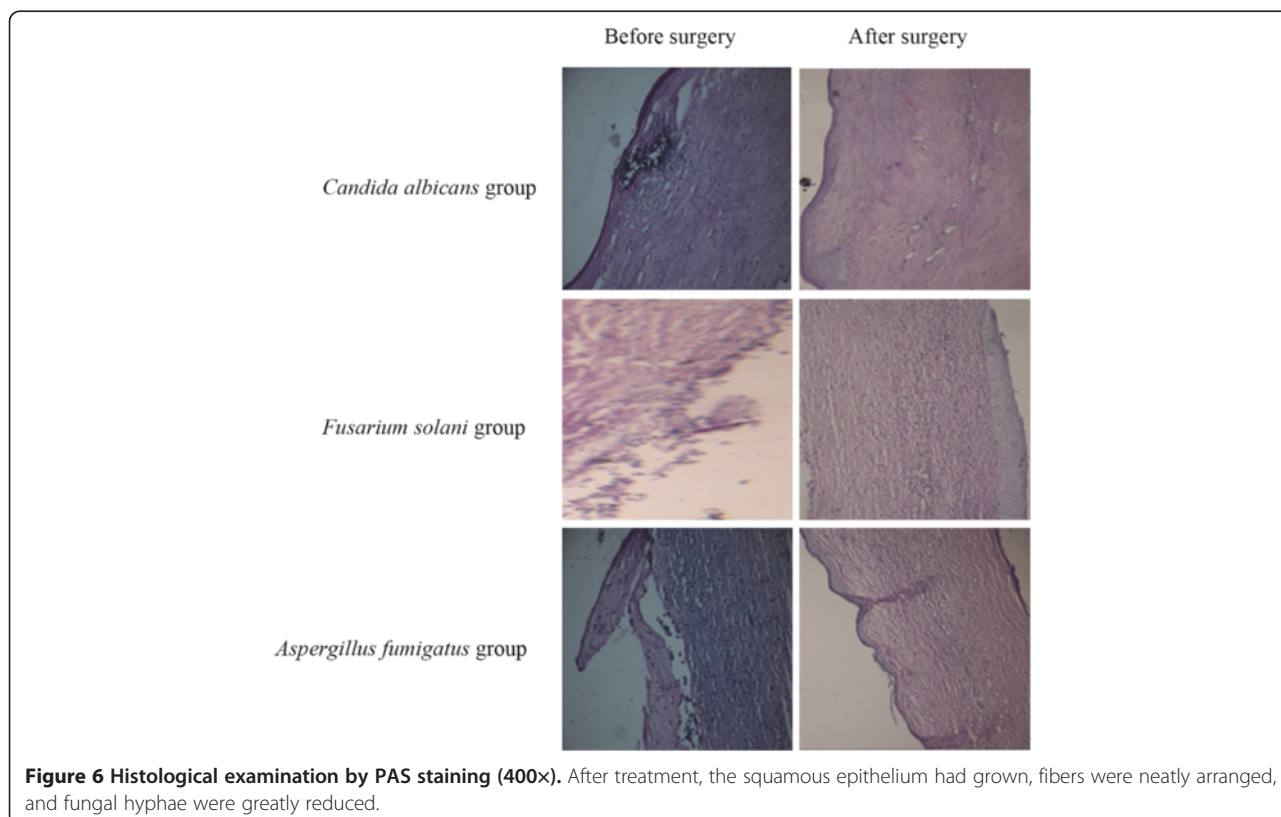 Before surgery After surgery
Candida albicans group
Fusarium solani group
Aspergillus fumigatus group
Figure 6 Histological examination by PAS staining (400×). After treatment, the squamous epithelium had grown, fibers were neatly arranged,
and fungal hyphae were greatly reduced.